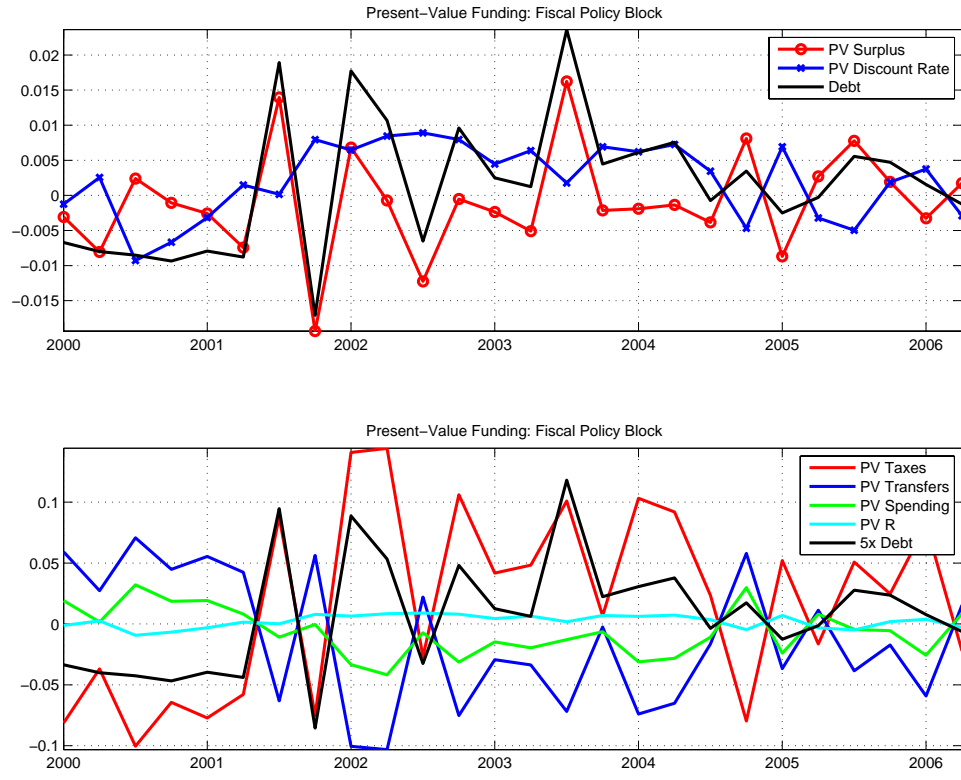 Present−Value Funding: Fiscal Policy Block
0.02
0.015
0.01
0.005
0
−0.005
−0.01
−0.015
PV Surplus
PV Discount Rate
Debt
2000 2001 2002 2003 2004 2005 2006
Present−Value Funding: Fiscal Policy Block
0.1
0.05
0
−0.05
−0.1
PV Taxes
PV Transfers
PV Spending
PV R
5x Debt
2000 2001 2002 2003 2004 2005 2006